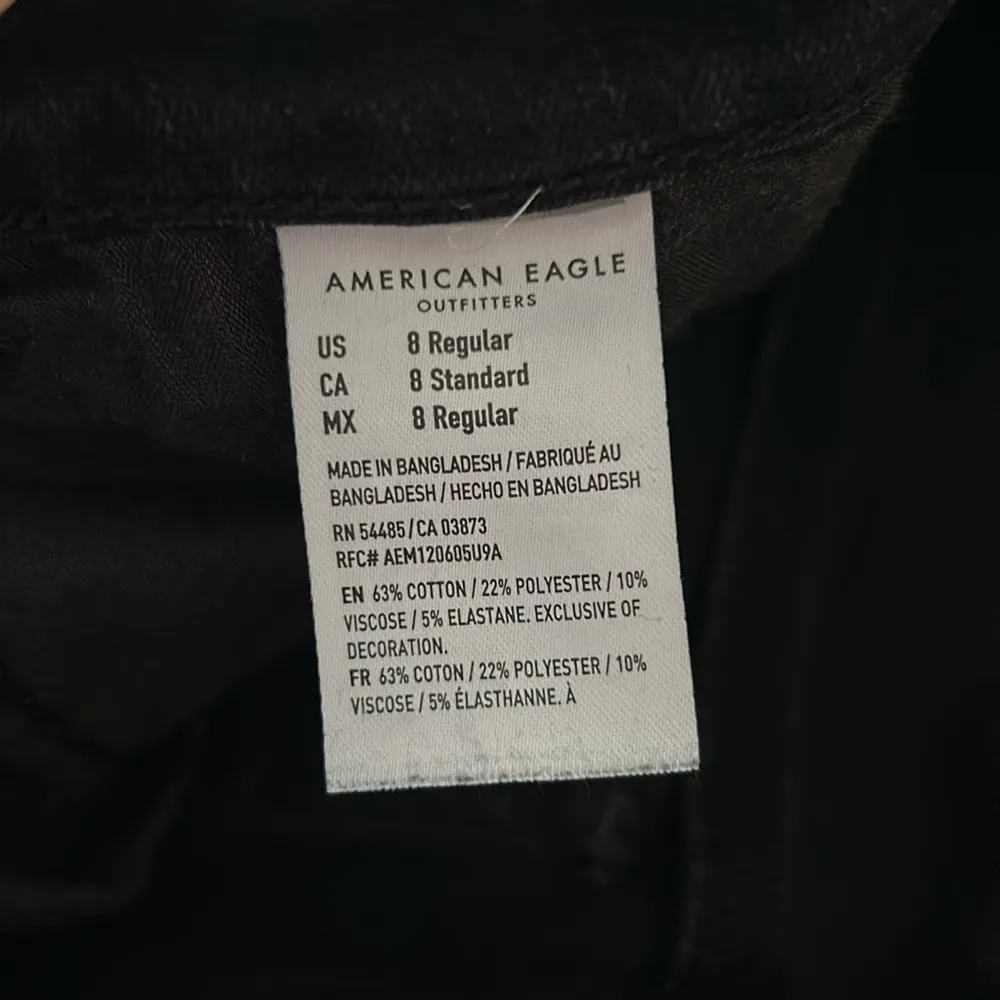 AMERICAN EAGLE
OUTFITTERS
US 8 Regular
CA 8 Standard
MX 8 Regular
MADE IN BANGLADESH / FABRIQUÉ AU
BANGLADESH / HECHO EN BANGLADESH
RN 54485/CA 03873
RFC# AEM120605U9A
EN 63% COTTON / 22% POLYESTER / 10%
VISCOSE / 5% ELASTANE. EXCLUSIVE OF
DECORATION.
FR 63% COTON / 22% POLYESTER / 10%
VISCOSE / 5% ÉLASTHANNE. À